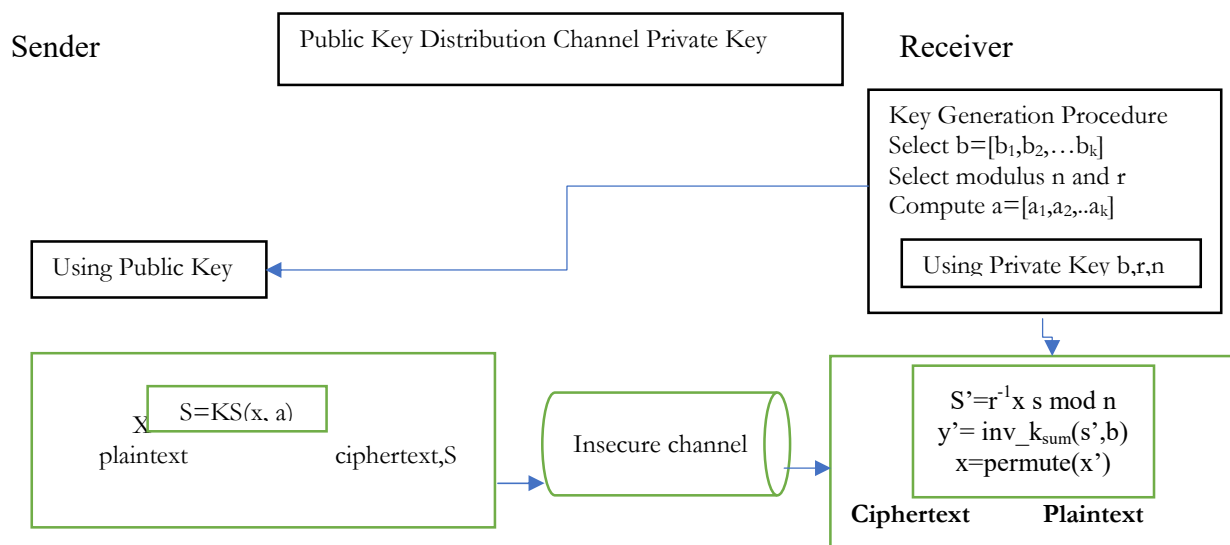 Sender
Public Key Distribution Channel Private Key
Receiver
Key Generation Procedure
Select b=[b₁,b₂,…bₖ]
Select modulus n and r
Compute a=[a₁,a₂,..aₖ]
Using Private Key b,r,n
Using Public Key
S=KS(x, a)
X
plaintext
ciphertext,S
Insecure channel
S’=r⁻¹x s mod n
y’= inv_kₛᵤₘ(s’,b)
x=permute(x’)
Ciphertext Plaintext